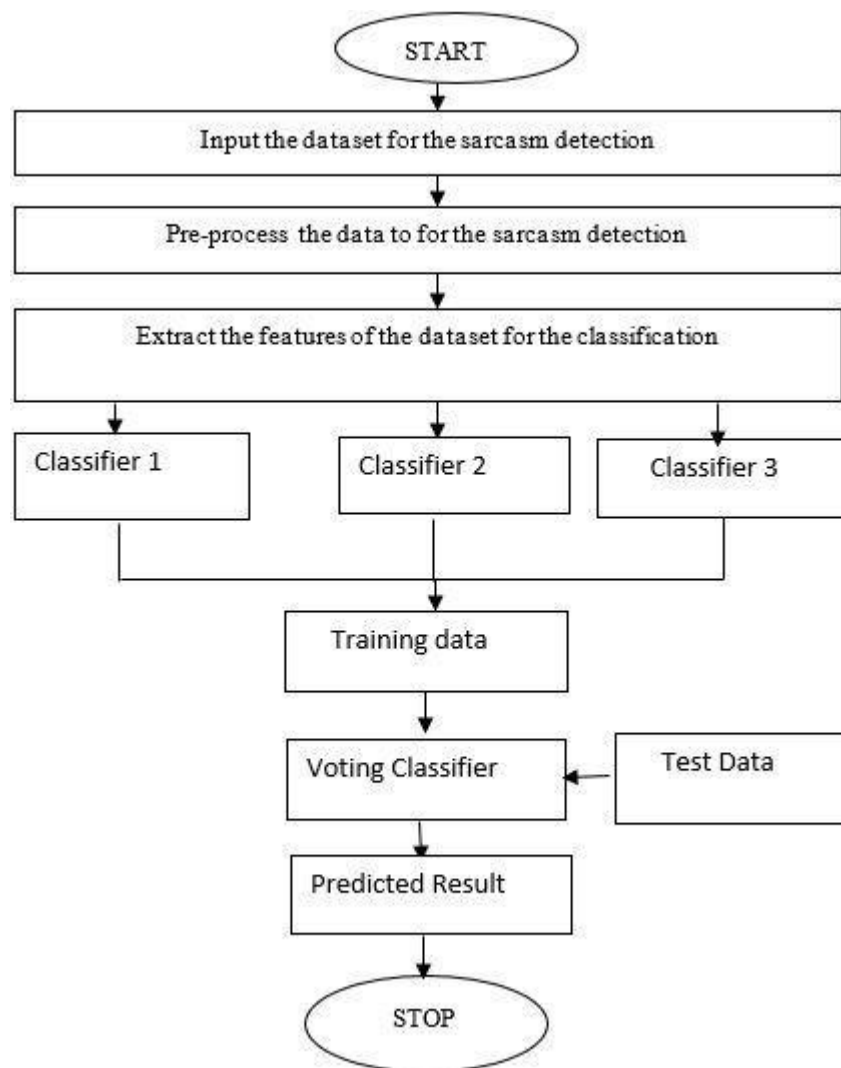 START
Input the dataset for the sarcasm detection
Pre-process the data to for the sarcasm detection
Extract the features of the dataset for the classification
Classifier 1
Classifier 2
Classifier 3
Training data
Voting Classifier
Test Data
Predicted Result
STOP